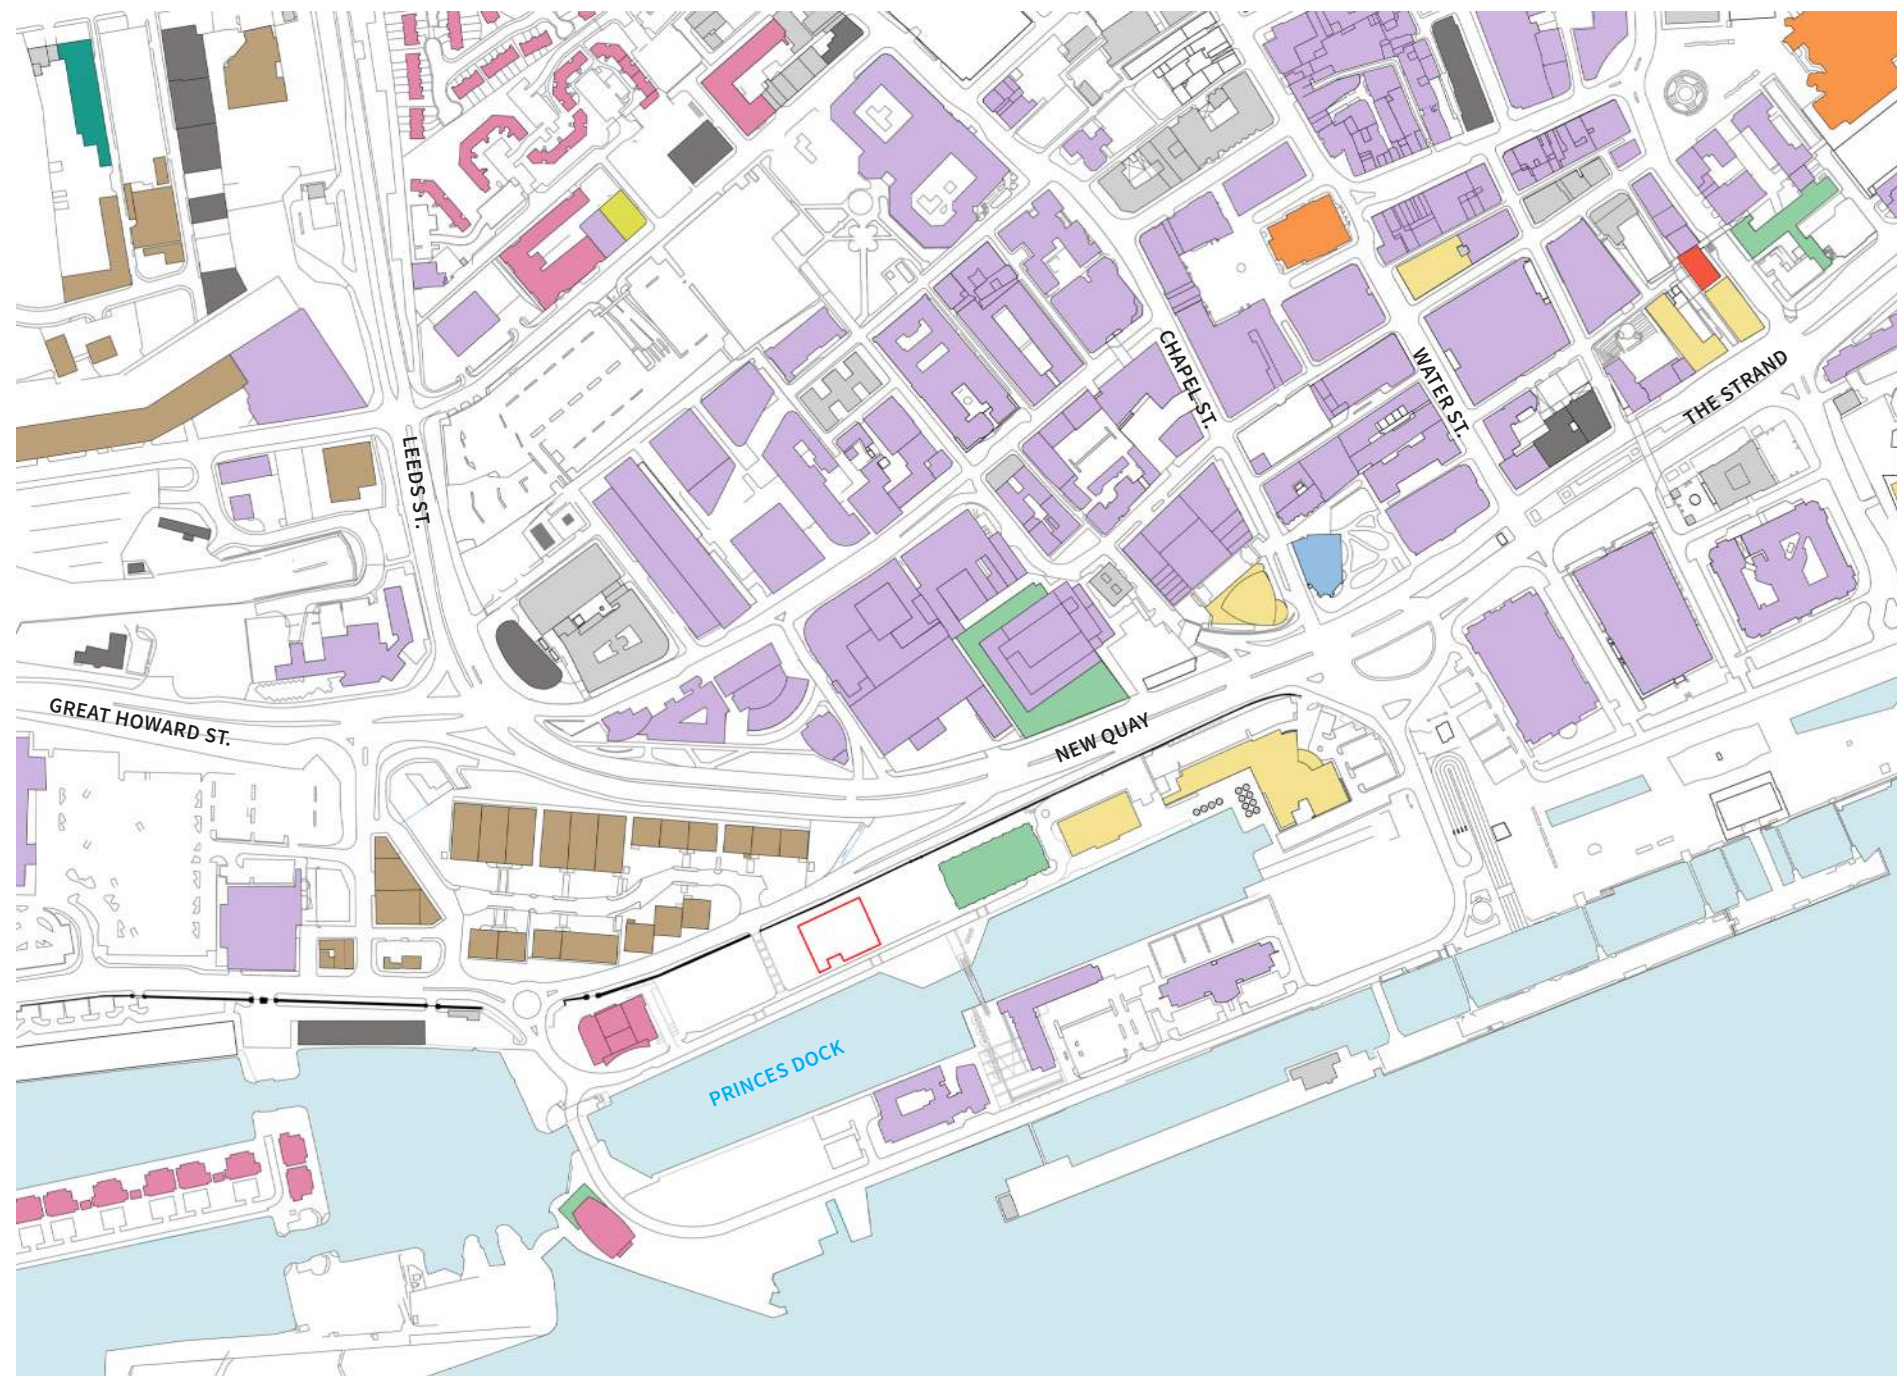 CHAPEL ST.
WATER ST.
THE STRAND
LEEDS ST.
GREAT HOWARD ST.
NEW QUAY
PRINCES DOCK